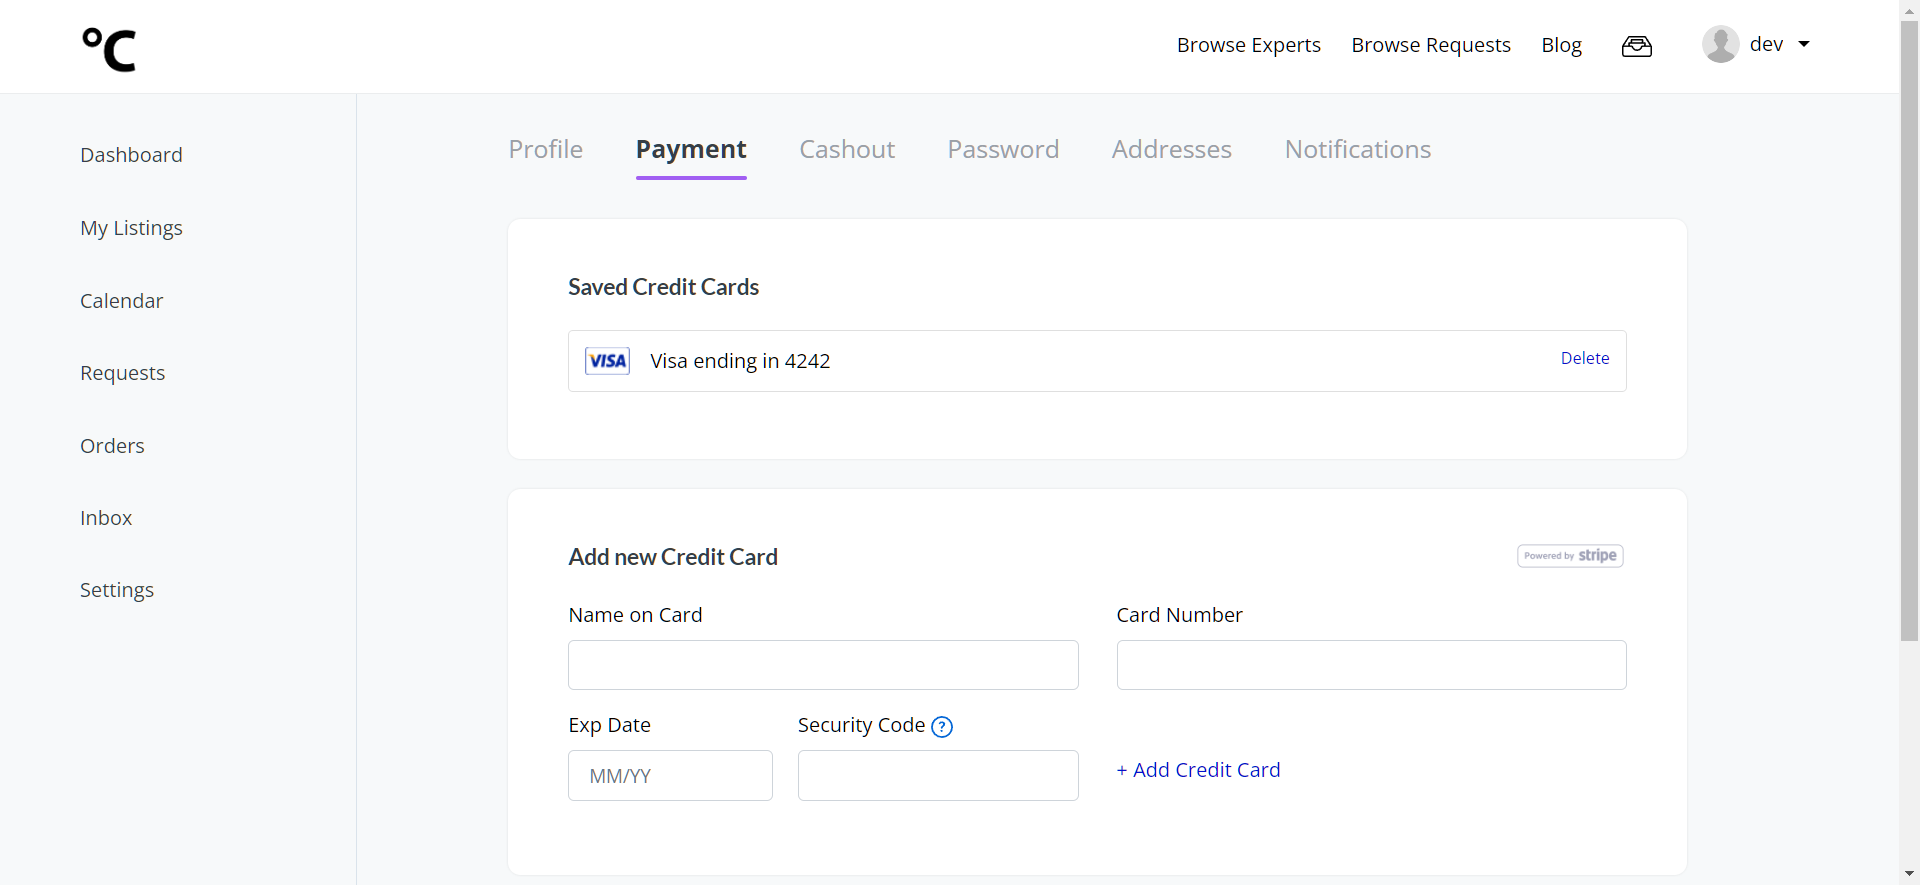 °C
Browse Experts
Browse Requests
Blog
dev
Dashboard
My Listings
Calendar
Requests
Orders
Inbox
Settings
Profile
Payment
Cashout
Password
Addresses
Notifications
Saved Credit Cards
VISA
Visa ending in 4242
Delete
Add new Credit Card
Powered by stripe
Name on Card
Card Number
Exp Date
Security Code ?
MM/YY
+ Add Credit Card